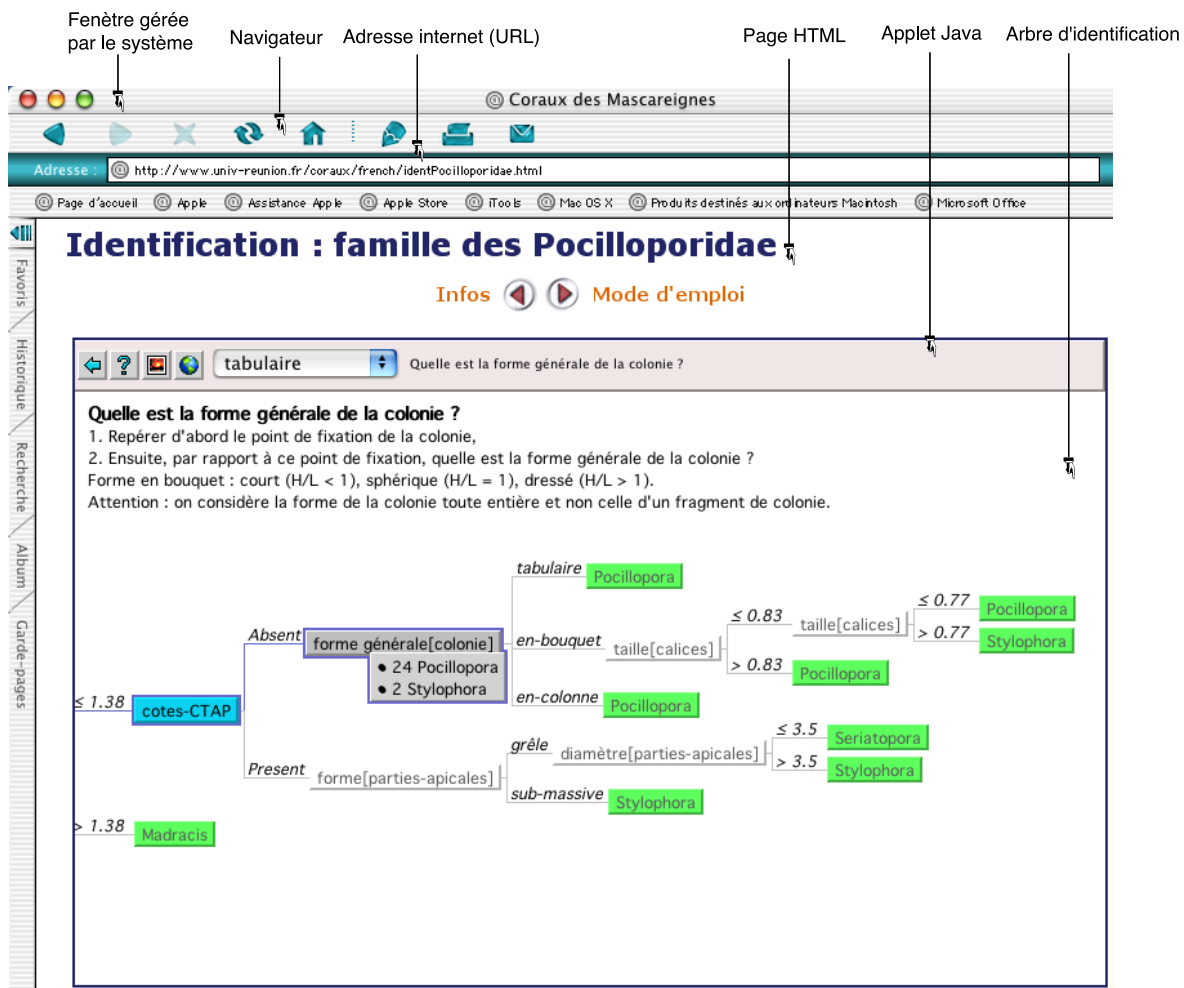 Fenètre gérée
par le système
Navigateur
Adresse internet (URL)
Page HTML
Applet Java
Arbre d'identification
@ Coraux des Mascareignes
Adresse :
@ http://www.univ-reunion.fr/coraux/french/identPocilloporidae.html
@ Page d'accueil @ Apple @ Assistance Apple @ Apple Store @ iTools @ Mac OS X @ Produits destinés aux ordinateurs Macintosh @ Microsoft Office
Favoris
Historique
Recherche
Album
Garde-pages
Identification : famille des Pocilloporidae
Infos
Mode d'emploi
?
tabulaire
Quelle est la forme générale de la colonie ?
Quelle est la forme générale de la colonie ?
1. Repérer d'abord le point de fixation de la colonie,
2. Ensuite, par rapport à ce point de fixation, quelle est la forme générale de la colonie ?
Forme en bouquet : court (H/L < 1), sphérique (H/L = 1), dressé (H/L > 1).
Attention : on considère la forme de la colonie toute entière et non celle d'un fragment de colonie.
≤ 1.38
cotes-CTAP
Absent
forme générale[colonie]
• 24 Pocillopora
• 2 Stylophora
tabulaire
Pocillopora
en-bouquet
taille[calices]
≤ 0.83
taille[calices]
≤ 0.77
Pocillopora
> 0.77
Stylophora
> 0.83
Pocillopora
en-colonne
Pocillopora
Present
forme[parties-apicales]
grêle
diamètre[parties-apicales]
≤ 3.5
Seriatopora
> 3.5
Stylophora
sub-massive
Stylophora
> 1.38
Madracis